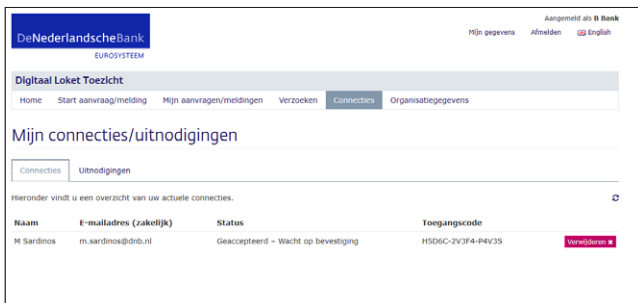 Aangemeld als B Bank
DeNederlandscheBank
EUROSYSTEEM
Mijn gegevens Afmelden English
Digitaal Loket Toezicht
Home Start aanvraag/melding Mijn aanvragen/meldingen Verzoeken Connecties Organisatiegegevens
Mijn connecties/uitnodigingen
Connecties Uitnodigingen
Hieronder vindt u een overzicht van uw actuele connecties.
Naam E-mailadres (zakelijk) Status Toegangscode
M Sardinos m.sardinos@dnb.nl Geaccepteerd – Wacht op bevestiging H5D6C-2V3F4-P4V3S Verwijderen ×